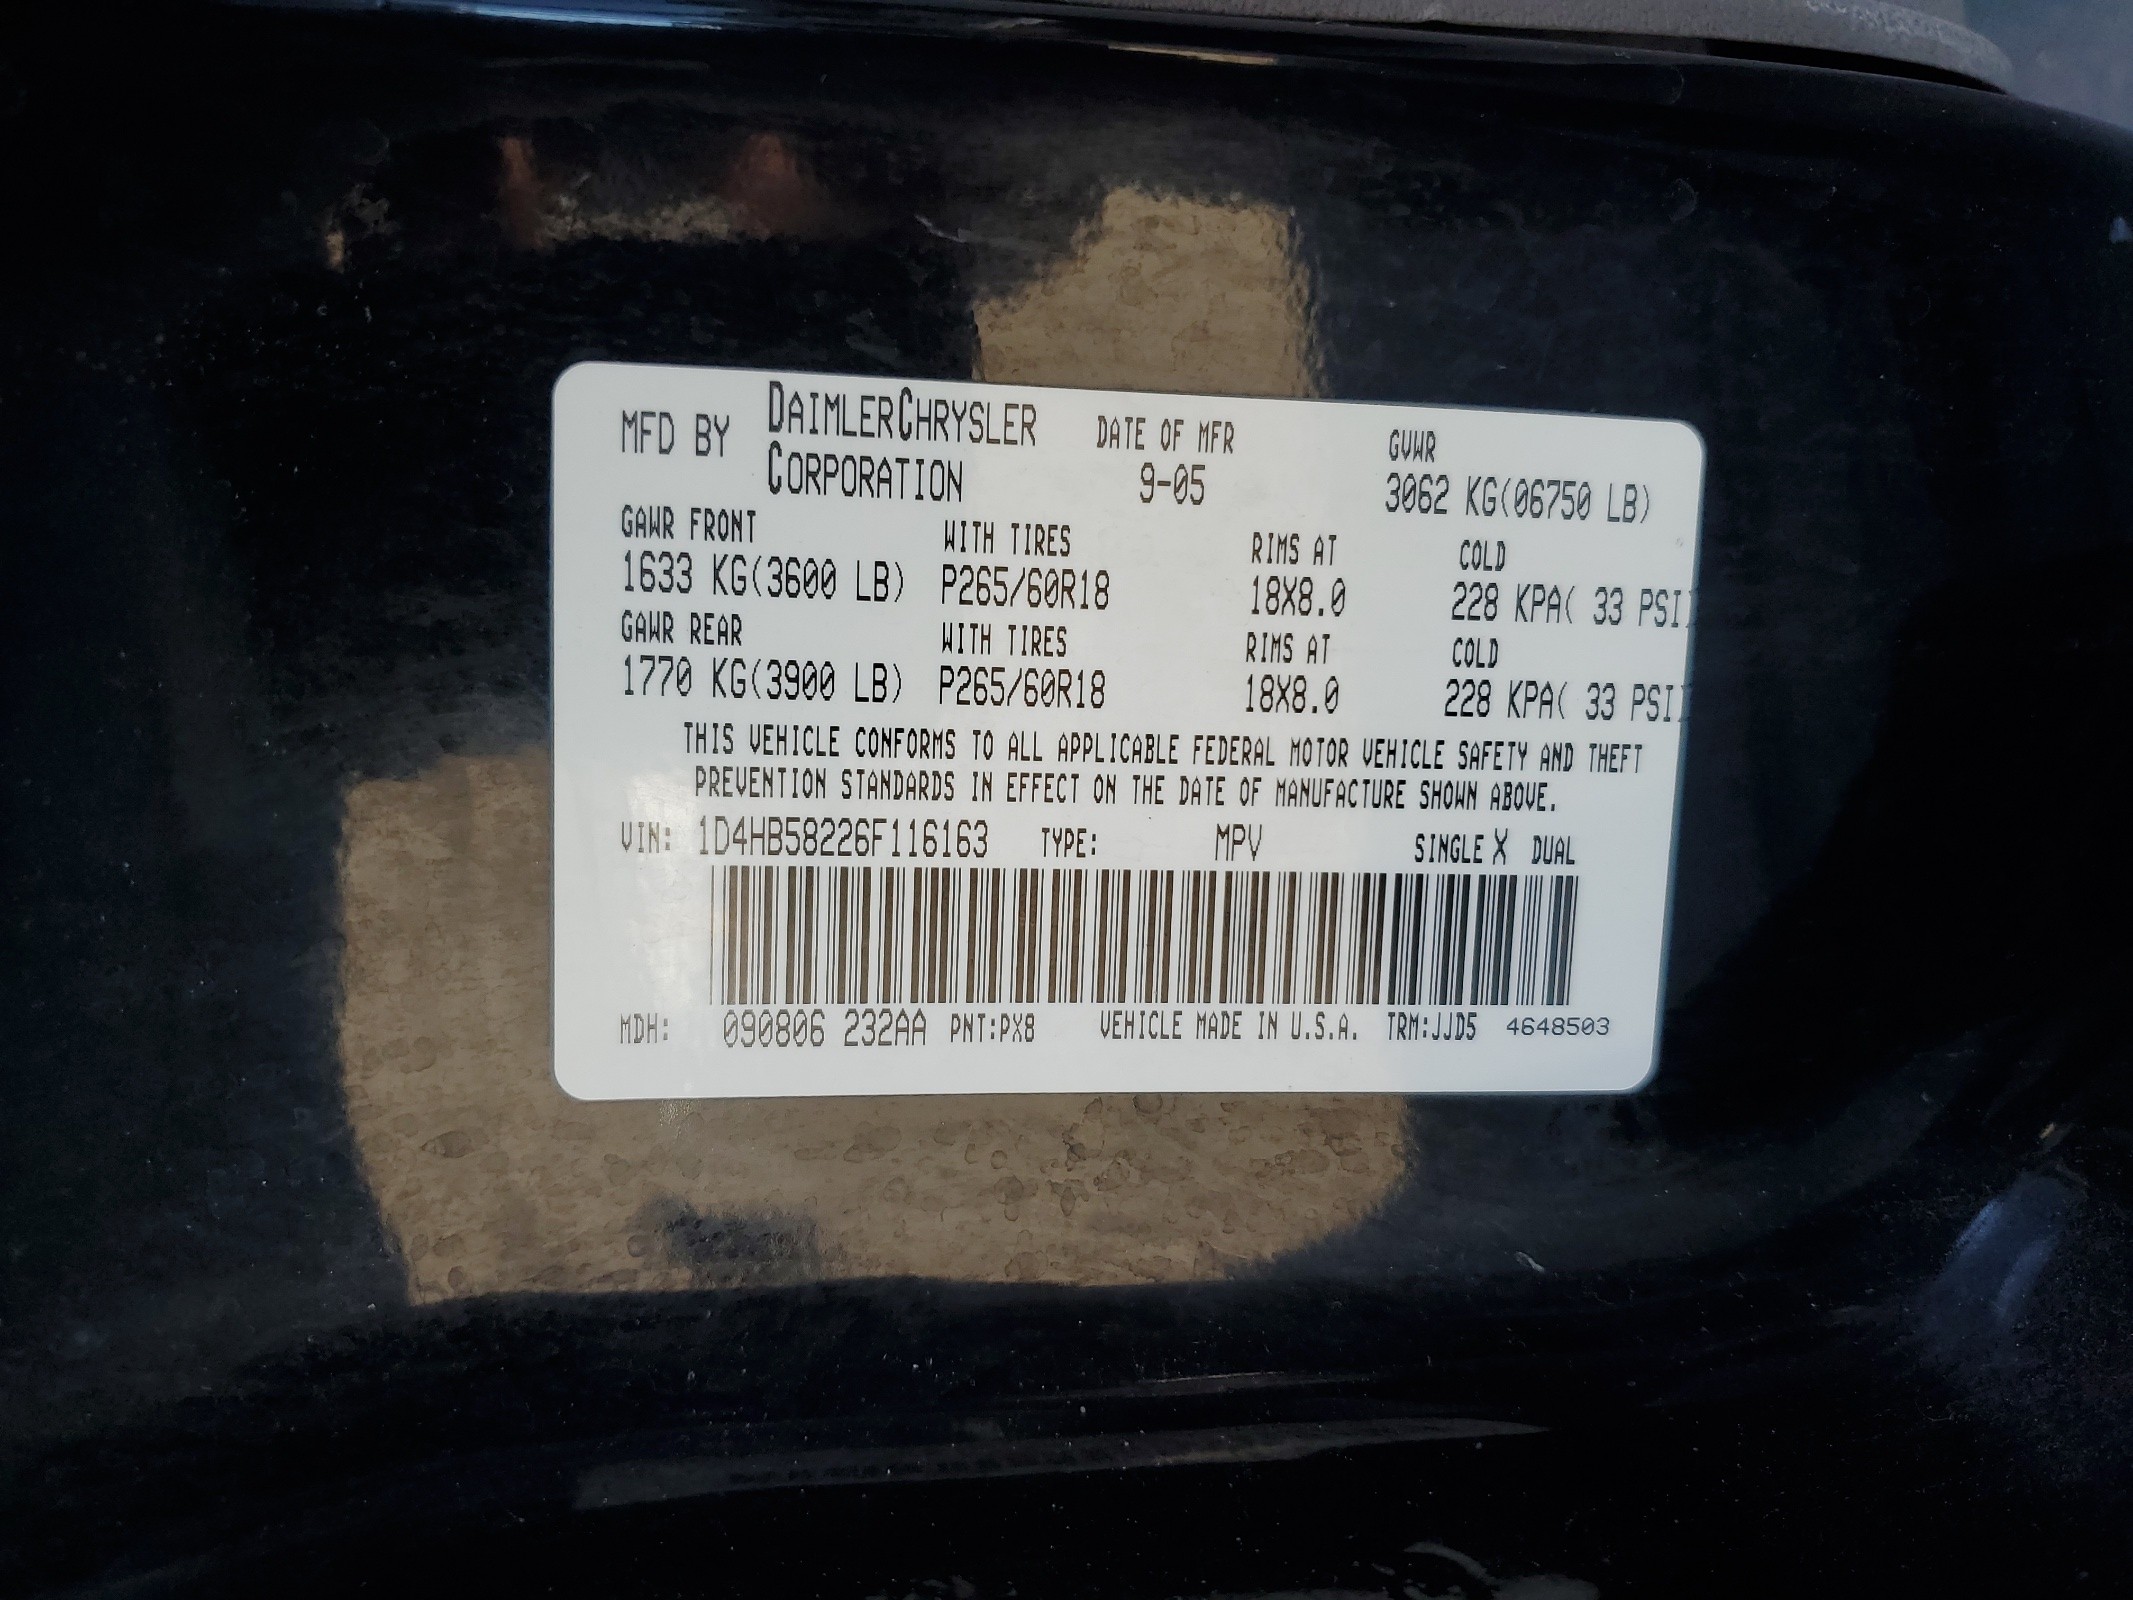 MFD BY DAIMLERCHRYSLER CORPORATION DATE OF MFR 9-05 GVWR 3062 KG(06750 LB)
GAWR FRONT WITH TIRES RIMS AT COLD
1633 KG(3600 LB) P265/60R18 18X8.0 228 KPA( 33 PSI)
GAWR REAR WITH TIRES RIMS AT COLD
1770 KG(3900 LB) P265/60R18 18X8.0 228 KPA( 33 PSI)
THIS VEHICLE CONFORMS TO ALL APPLICABLE FEDERAL MOTOR VEHICLE SAFETY AND THEFT
PREVENTION STANDARDS IN EFFECT ON THE DATE OF MANUFACTURE SHOWN ABOVE.
VIN: 1D4HB58226F116163 TYPE: MPV SINGLE X DUAL
MDH: 090806 232AA PNT:PX8 VEHICLE MADE IN U.S.A. TRM:JJD5 4648503